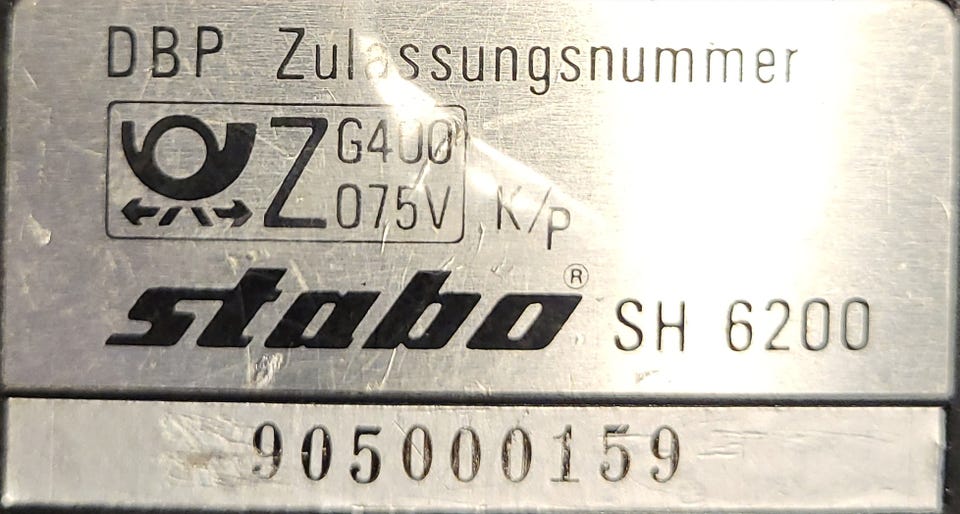 DBP Zulassungsnummer
Z G400
075V K/P
stabo® SH 6200
905000159